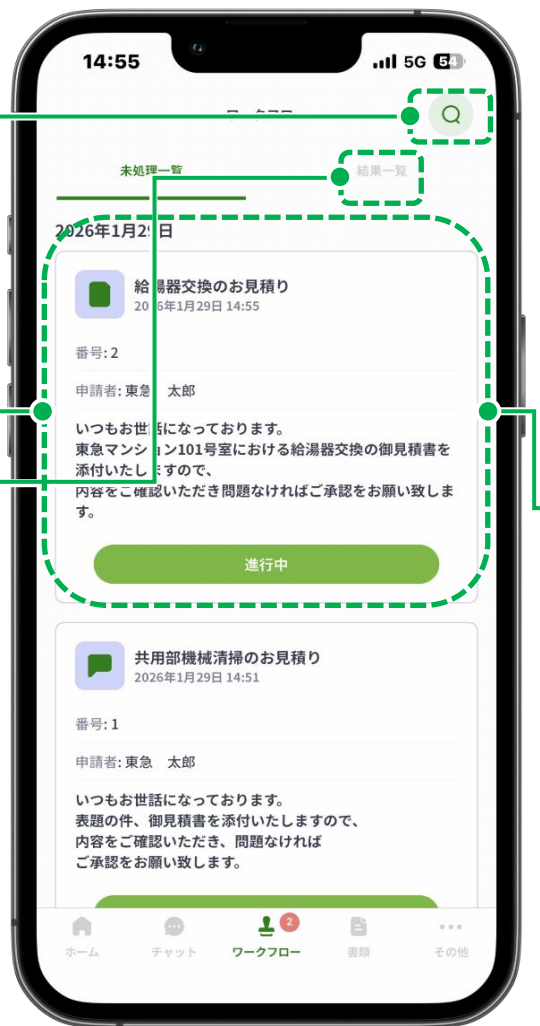 14:55
5G 54
ワークフロー
未処理一覧
結果一覧
2026年1月29日
給湯器交換のお見積り
2026年1月29日 14:55
番号: 2
申請者: 東急　太郎
いつもお世話になっております。
東急マンション101号室における給湯器交換の御見積書を
添付いたしますので、
内容をご確認いただき問題なければご承認をお願い致しま
す。
進行中
共用部機械清掃のお見積り
2026年1月29日 14:51
番号: 1
申請者: 東急　太郎
いつもお世話になっております。
表題の件、御見積書を添付いたしますので、
内容をご確認いただき、問題なければ
ご承認をお願い致します。
2
ホーム
チャット
ワークフロー
書類
その他